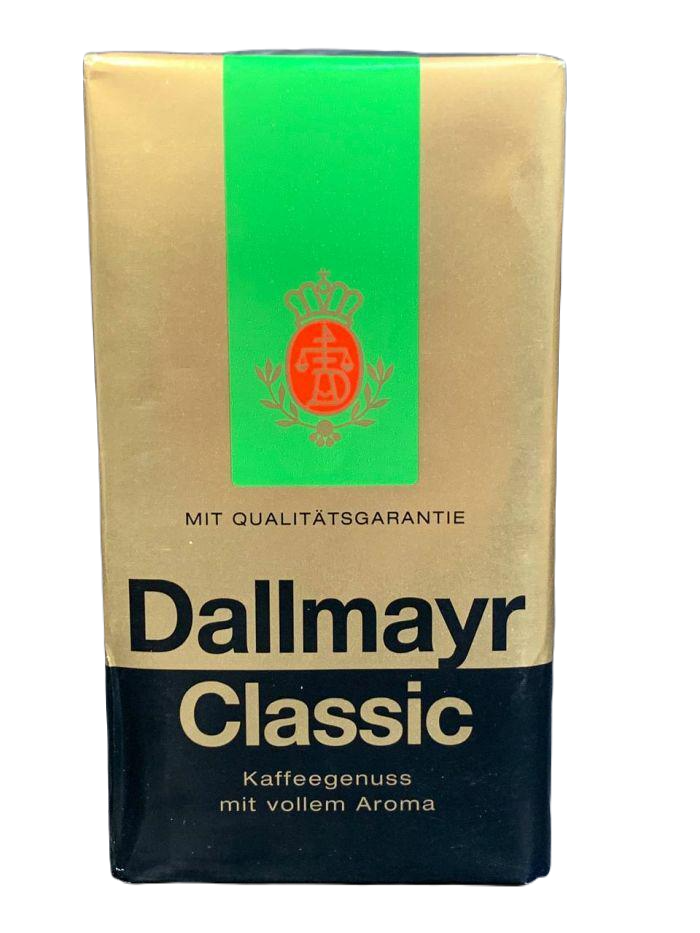 MIT QUALITÄTSGARANTIE
Dallmayr
Classic
Kaffeegenuss
mit vollem Aroma